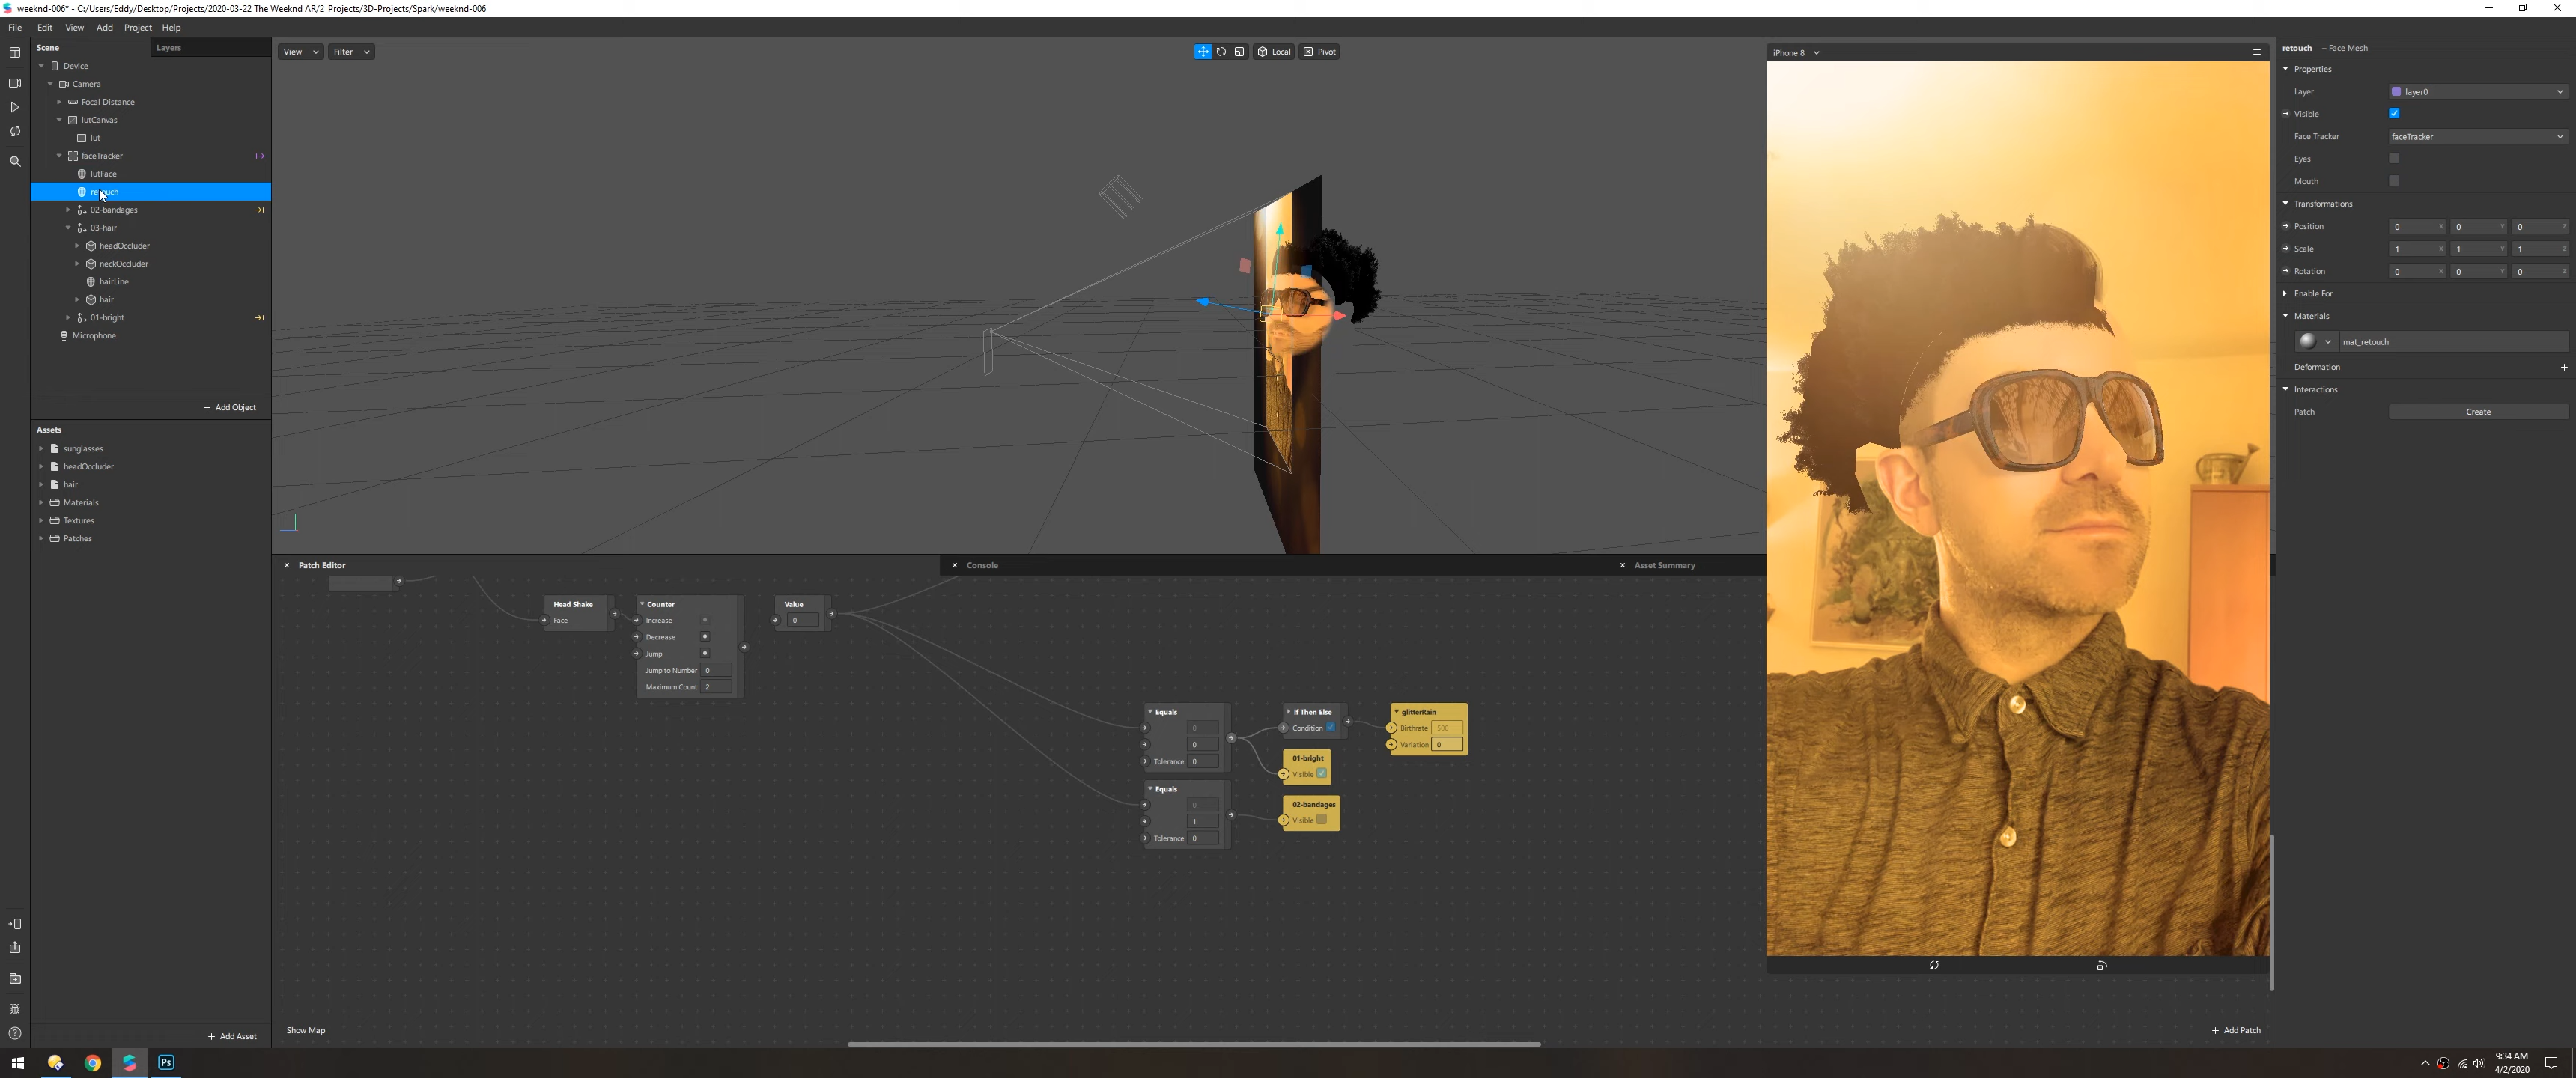 weeknd-006* - C:/Users/Eddy/Desktop/Projects/2020-03-22 The Weeknd AR/2_Projects/3D-Projects/Spark/weeknd-006
File Edit View Add Project Help
Scene Layers
Device
Camera
Focal Distance
lutCanvas
lut
faceTracker
lutFace
retouch
02-bandages
03-hair
headOccluder
neckOccluder
hairLine
hair
01-bright
Microphone
+ Add Object
Assets
sunglasses
headOccluder
hair
Materials
Textures
Patches
+ Add Asset
View Filter
Local Pivot
iPhone 8
Patch Editor
Console
Asset Summary
Head Shake
Face
Counter
Increase
Decrease
Jump
Jump to Number 0
Maximum Count 2
Value
0
Equals
0
0
Tolerance 0
Equals
0
1
Tolerance 0
If Then Else
Condition
01-bright
Visible
02-bandages
Visible
glitterRain
Birthrate 500
Variation 0
Show Map
+ Add Patch
retouch - Face Mesh
Properties
Layer layer0
Visible
Face Tracker faceTracker
Eyes
Mouth
Transformations
Position 0 X 0 Y 0 Z
Scale 1 X 1 Y 1 Z
Rotation 0 X 0 Y 0 Z
Enable For
Materials
mat_retouch
Deformation +
Interactions
Patch Create
Ps
9:34 AM
4/2/2020